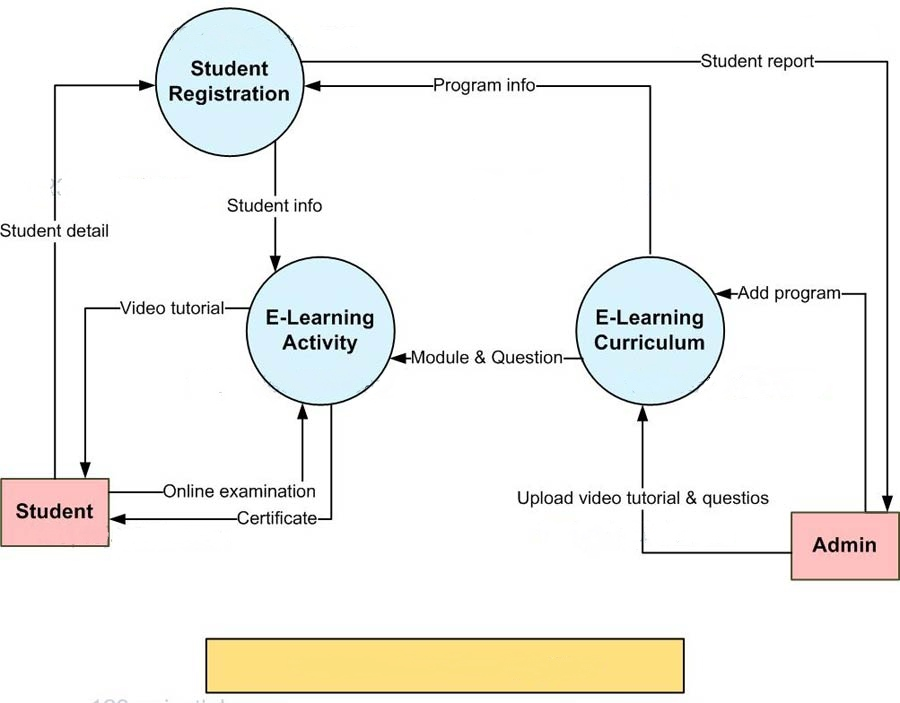 Student
Registration
Student report
Program info
Student info
Student detail
Video tutorial
E-Learning
Activity
Module & Question
E-Learning
Curriculum
Add program
Student
Online examination
Certificate
Upload video tutorial & questios
Admin